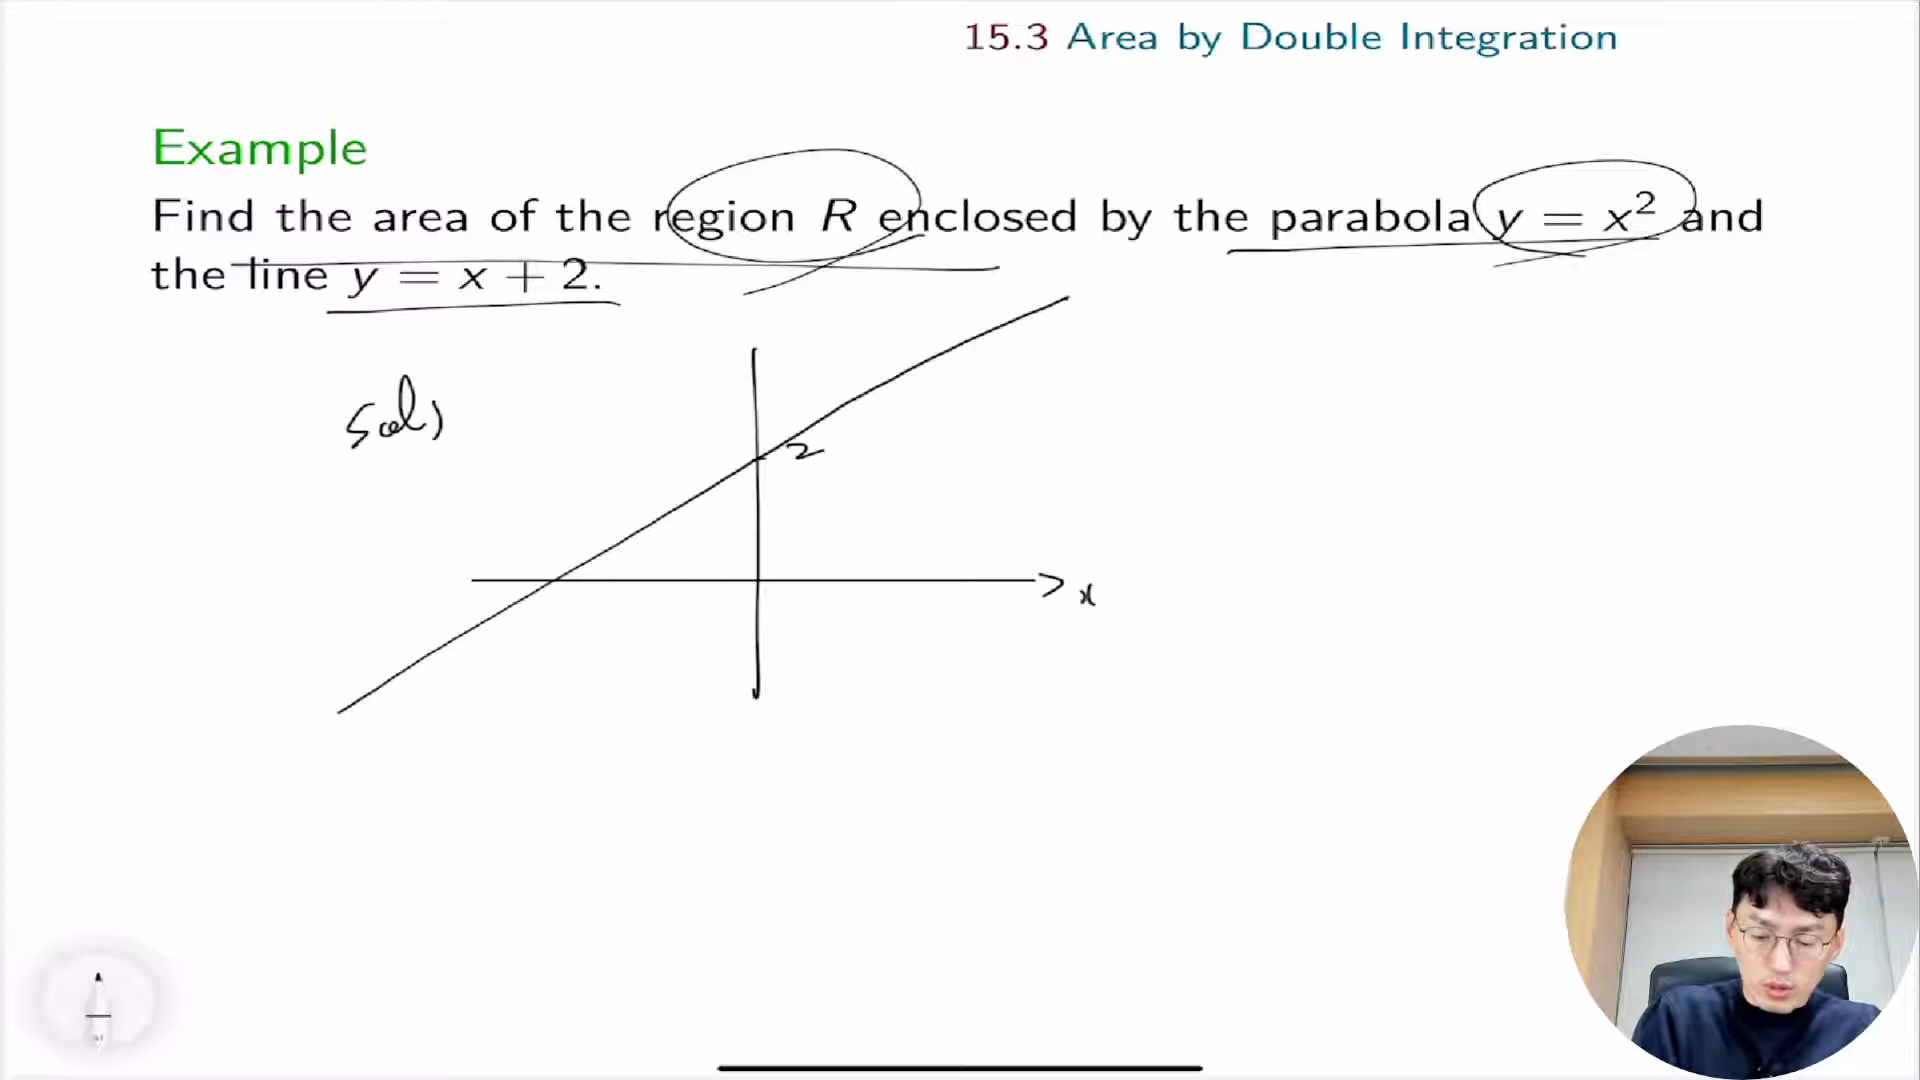 15.3 Area by Double Integration
Example
Find the area of the region R enclosed by the parabola y = x² and
the line y = x + 2.
sol)
2
x